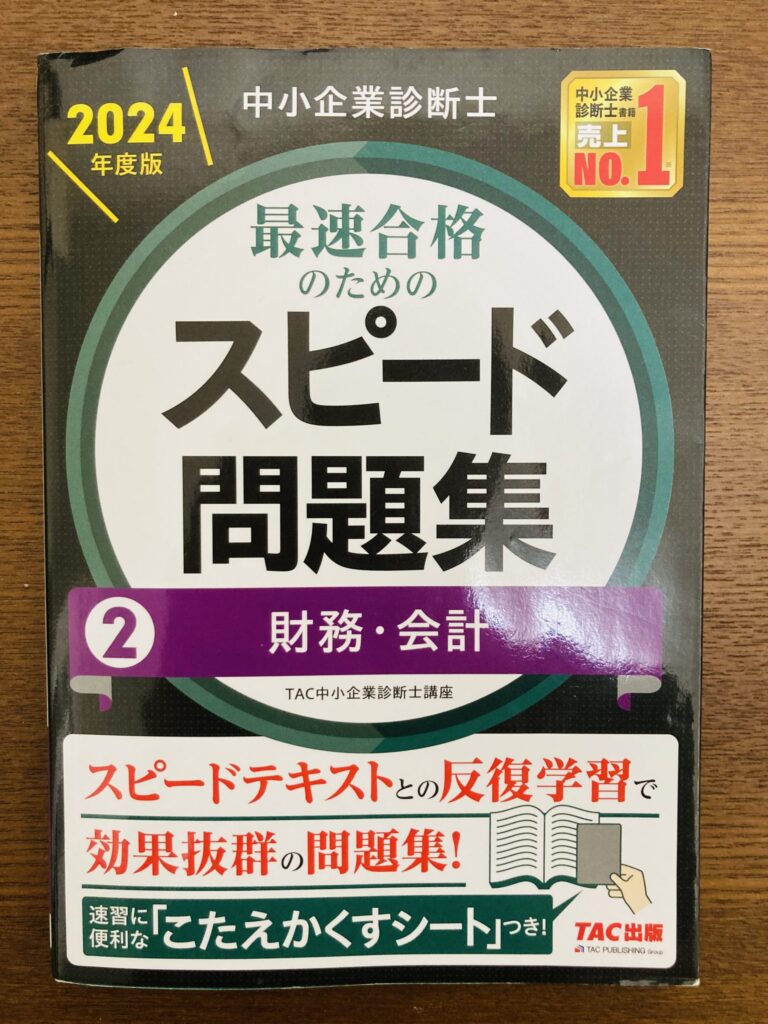 2024
年度版
中小企業診断士
中小企業
診断士書籍
売上
NO.1
最速合格
のための
スピード
問題集
2 財務・会計
TAC中小企業診断士講座
スピードテキストとの反復学習で
効果抜群の問題集!
速習に
便利な「こたえかくすシート」つき!
TAC出版
TAC PUBLISHING Group